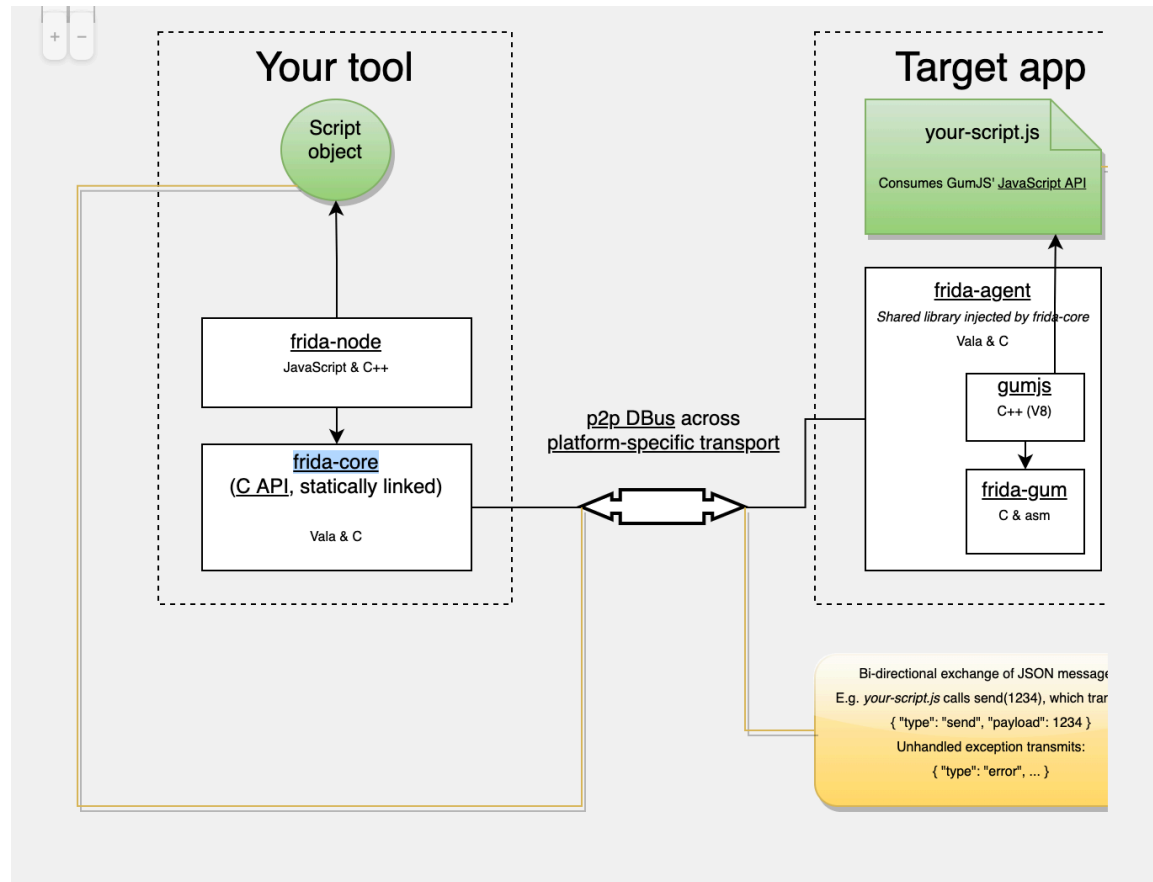 + −
Your tool
Script
object
frida-node
JavaScript & C++
frida-core
(C API, statically linked)
Vala & C
p2p DBus across
platform-specific transport
Target app
your-script.js
Consumes GumJS' JavaScript API
frida-agent
Shared library injected by frida-core
Vala & C
gumjs
C++ (V8)
frida-gum
C & asm
Bi-directional exchange of JSON message
E.g. your-script.js calls send(1234), which tran
{ "type": "send", "payload": 1234 }
Unhandled exception transmits:
{ "type": "error", ... }